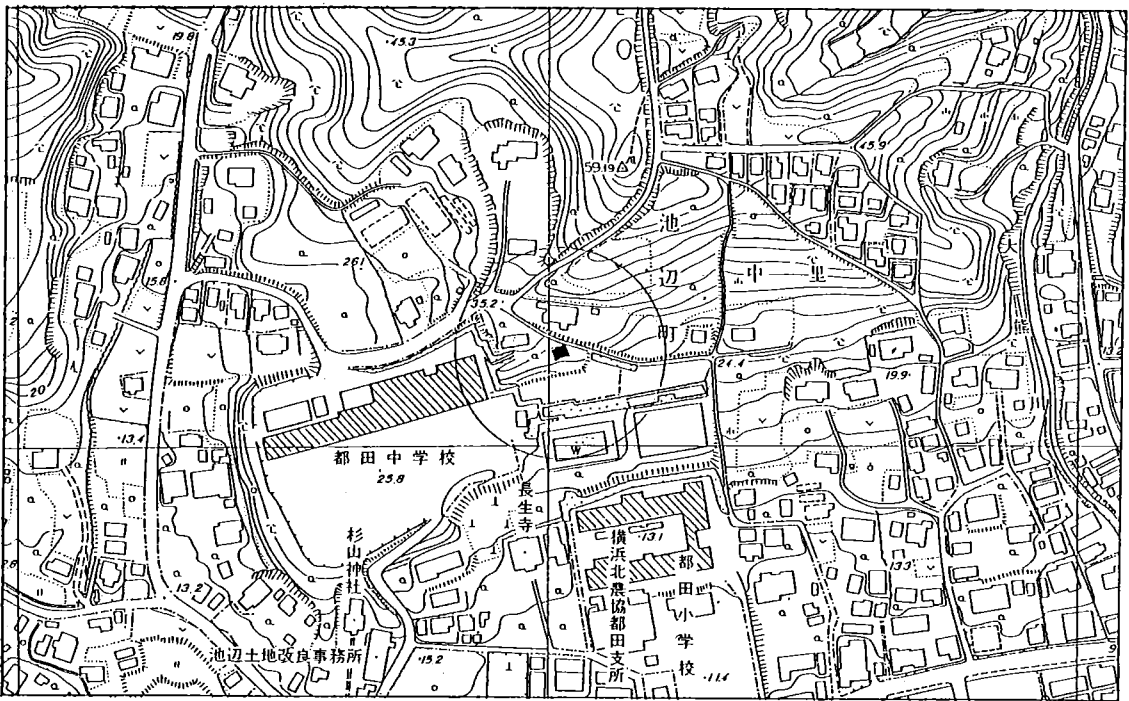 19.8
45.3
45.9
59.19
池辺町
中里
15.8
26.1
35.2
24.4
19.9
20
13.4
都田中学校
25.8
長生寺
杉山神社
横浜北農協都田支所
13.1
都田小学校
13.3
13.2
池辺土地改良事務所
15.2
11.4